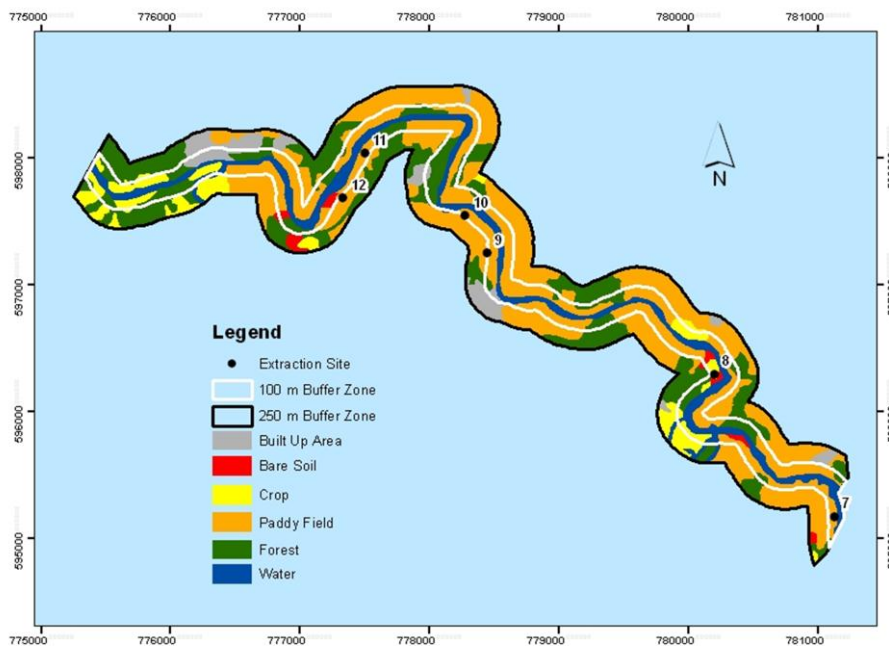 775000 776000 777000 778000 779000 780000 781000
598000
11
12
N
10
9
597000
Legend
Extraction Site
8
100 m Buffer Zone
596000
250 m Buffer Zone
Built Up Area
Bare Soil
Crop
7
Paddy Field
595000
Forest
Water
775000 776000 777000 778000 779000 780000 781000